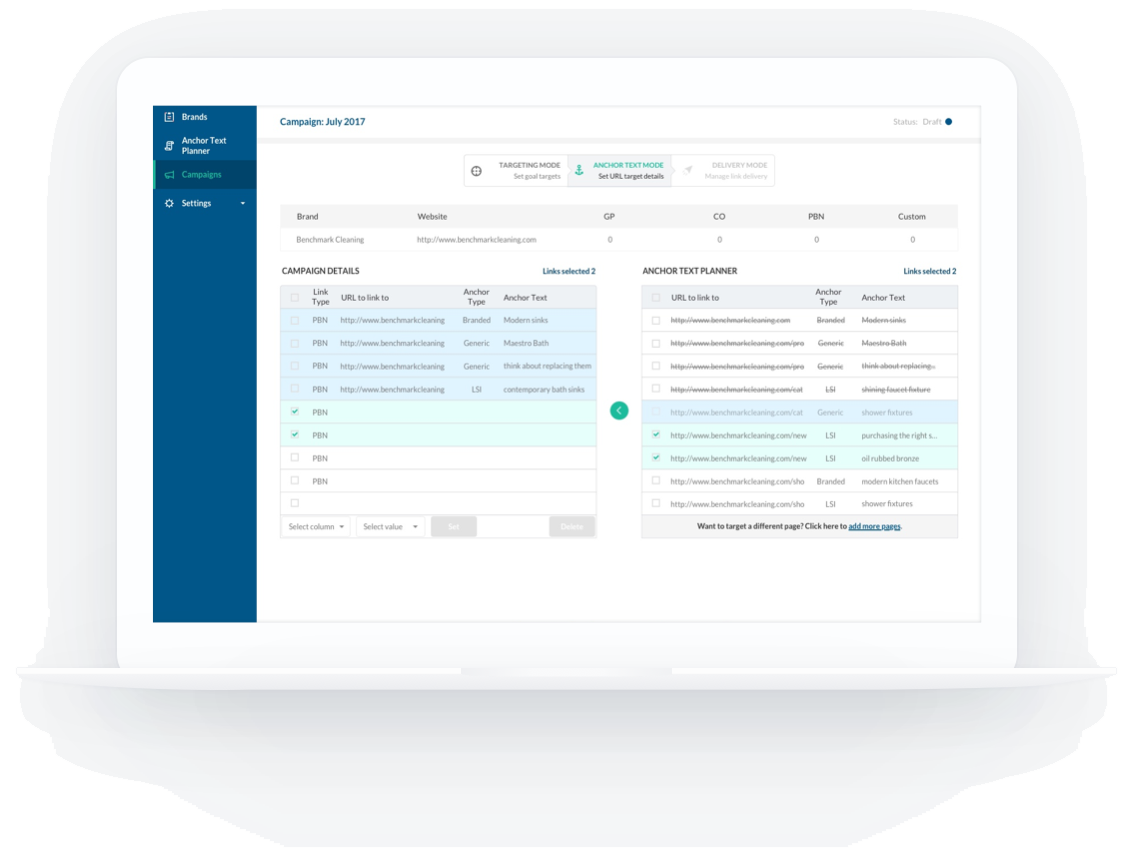 Brands
Anchor Text
Planner
Campaigns
Settings
Campaign: July 2017
Status: Draft
TARGETING MODE
Set goal targets
ANCHOR TEXT MODE
Set URL target details
DELIVERY MODE
Manage link delivery
Brand Website GP CO PBN Custom
Benchmark Cleaning http://www.benchmarkcleaning.com 0 0 0 0
CAMPAIGN DETAILS Links selected 2
Link Type URL to link to Anchor Type Anchor Text
PBN http://www.benchmarkcleaning Branded Modern sinks
PBN http://www.benchmarkcleaning Generic Maestro Bath
PBN http://www.benchmarkcleaning Generic think about replacing them
PBN http://www.benchmarkcleaning LSI contemporary bath sinks
PBN
PBN
PBN
PBN
Select column Select value Set Delete
ANCHOR TEXT PLANNER Links selected 2
URL to link to Anchor Type Anchor Text
http://www.benchmarkcleaning.com Branded Modern sinks
http://www.benchmarkcleaning.com/pro Generic Maestro Bath
http://www.benchmarkcleaning.com/pro Generic think about replacing..
http://www.benchmarkcleaning.com/cat LSI shining faucet fixture
http://www.benchmarkcleaning.com/cat Generic shower fixtures
http://www.benchmarkcleaning.com/new LSI purchasing the right s...
http://www.benchmarkcleaning.com/new LSI oil rubbed bronze
http://www.benchmarkcleaning.com/sho Branded modern kitchen faucets
http://www.benchmarkcleaning.com/sho LSI shower fixtures
Want to target a different page? Click here to add more pages.